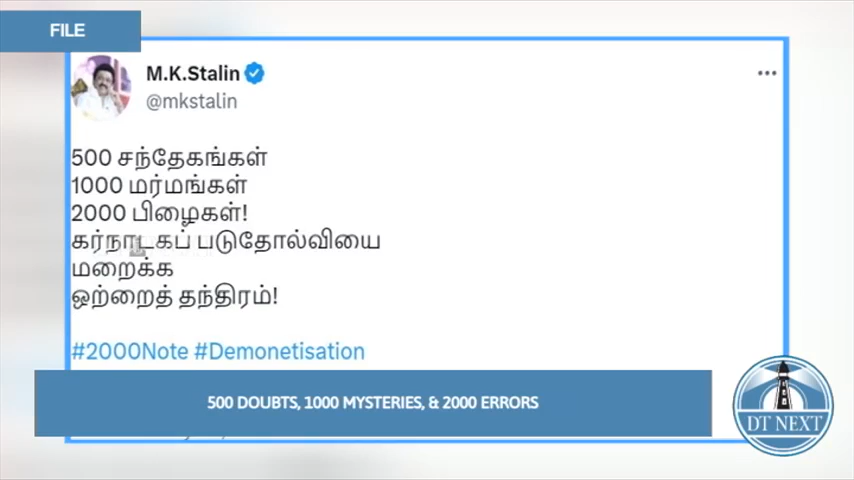 FILE
M.K.Stalin
@mkstalin
500 சந்தேகங்கள்
1000 மர்மங்கள்
2000 பிழைகள்!
கர்நாடகப் படுதோல்வியை
மறைக்க
ஒற்றைத் தந்திரம்!
#2000Note #Demonetisation
500 DOUBTS, 1000 MYSTERIES, & 2000 ERRORS
DT NEXT